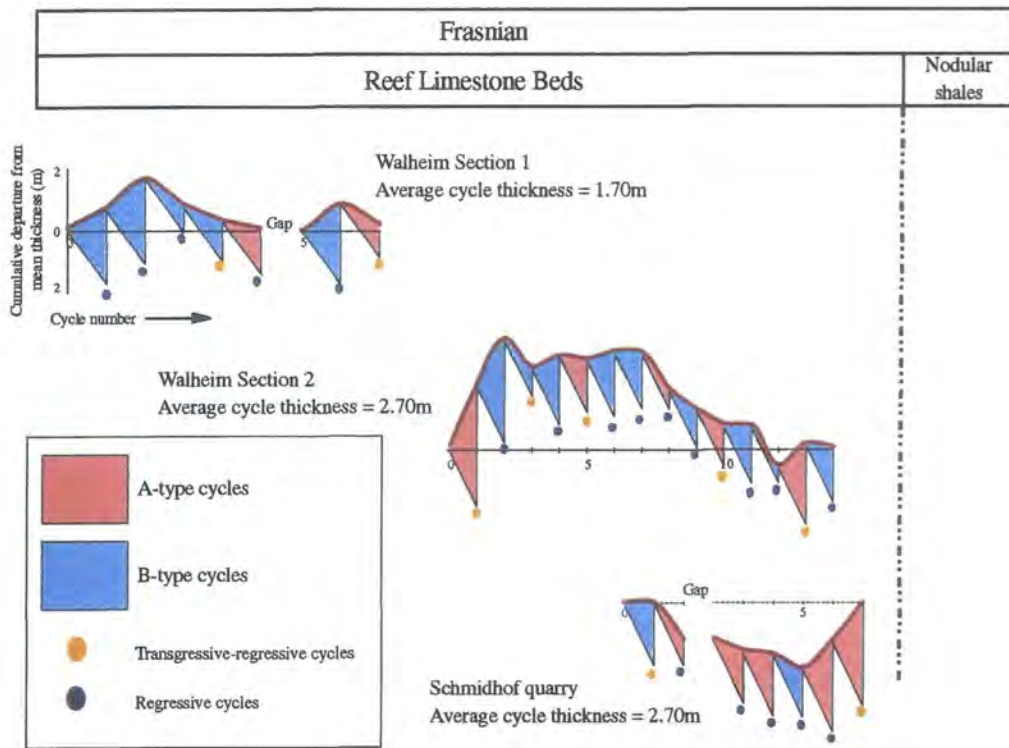 Frasnian
Reef Limestone Beds
Nodular
shales
Walheim Section 1
Average cycle thickness = 1.70m
Cumulative departure from
mean thickness (m)
2
0
2
0
Gap
5
Cycle number
Walheim Section 2
Average cycle thickness = 2.70m
0
5
10
A-type cycles
B-type cycles
Transgressive-regressive cycles
Regressive cycles
Gap
0
5
Schmidhof quarry
Average cycle thickness = 2.70m